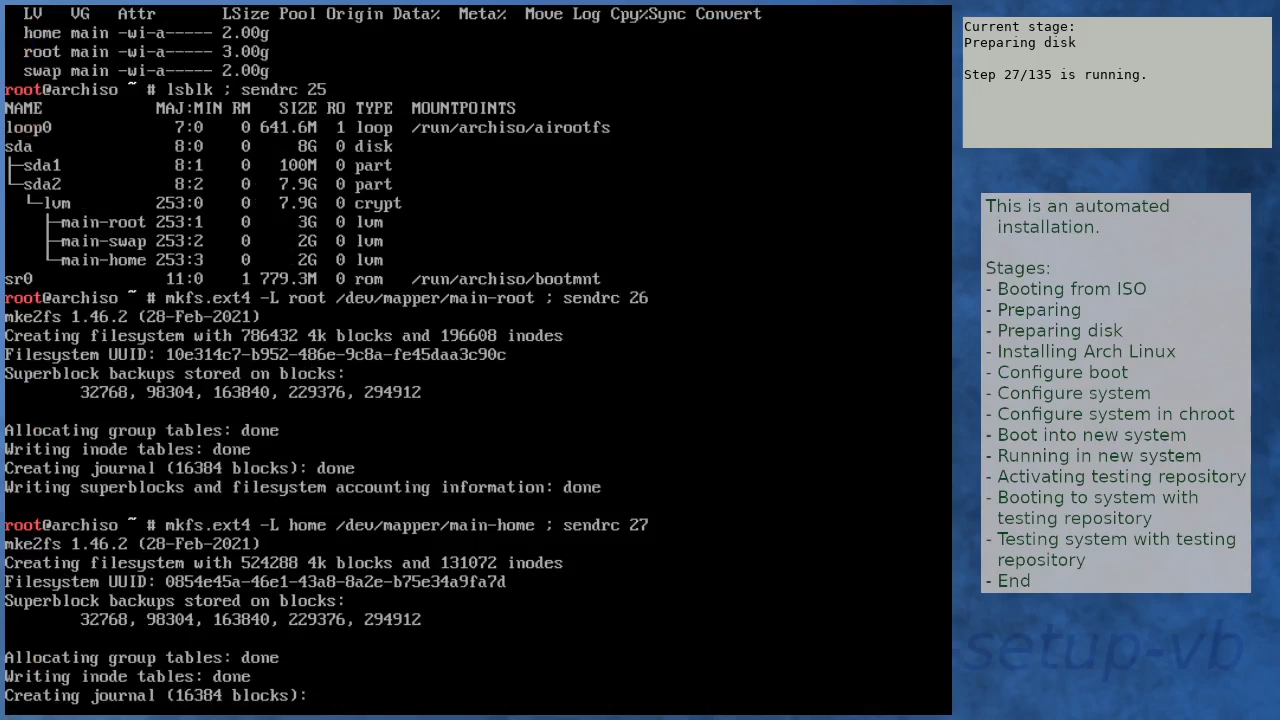 LV    VG   Attr       LSize Pool Origin Data%  Meta%  Move Log Cpy%Sync Convert
  home main -wi-a----- 2.00g
  root main -wi-a----- 3.00g
  swap main -wi-a----- 2.00g
root@archiso ~ # lsblk ; sendrc 25
NAME            MAJ:MIN RM   SIZE RO TYPE  MOUNTPOINTS
loop0             7:0    0 641.6M  1 loop  /run/archiso/airootfs
sda               8:0    0     8G  0 disk
├─sda1            8:1    0   100M  0 part
└─sda2            8:2    0   7.9G  0 part
  └─lvm         253:0    0   7.9G  0 crypt
    ├─main-root 253:1    0     3G  0 lvm
    ├─main-swap 253:2    0     2G  0 lvm
    └─main-home 253:3    0     2G  0 lvm
sr0              11:0    1 779.3M  0 rom   /run/archiso/bootmnt
root@archiso ~ # mkfs.ext4 -L root /dev/mapper/main-root ; sendrc 26
mke2fs 1.46.2 (28-Feb-2021)
Creating filesystem with 786432 4k blocks and 196608 inodes
Filesystem UUID: 10e314c7-b952-486e-9c8a-fe45daa3c90c
Superblock backups stored on blocks:
        32768, 98304, 163840, 229376, 294912

Allocating group tables: done
Writing inode tables: done
Creating journal (16384 blocks): done
Writing superblocks and filesystem accounting information: done

root@archiso ~ # mkfs.ext4 -L home /dev/mapper/main-home ; sendrc 27
mke2fs 1.46.2 (28-Feb-2021)
Creating filesystem with 524288 4k blocks and 131072 inodes
Filesystem UUID: 0854e45a-46e1-43a8-8a2e-b75e34a9fa7d
Superblock backups stored on blocks:
        32768, 98304, 163840, 229376, 294912

Allocating group tables: done
Writing inode tables: done
Creating journal (16384 blocks):
Current stage:
Preparing disk

Step 27/135 is running.
This is an automated
installation.

Stages:
- Booting from ISO
- Preparing
- Preparing disk
- Installing Arch Linux
- Configure boot
- Configure system
- Configure system in chroot
- Boot into new system
- Running in new system
- Activating testing repository
- Booting to system with
testing repository
- Testing system with testing
repository
- End
setup-vb